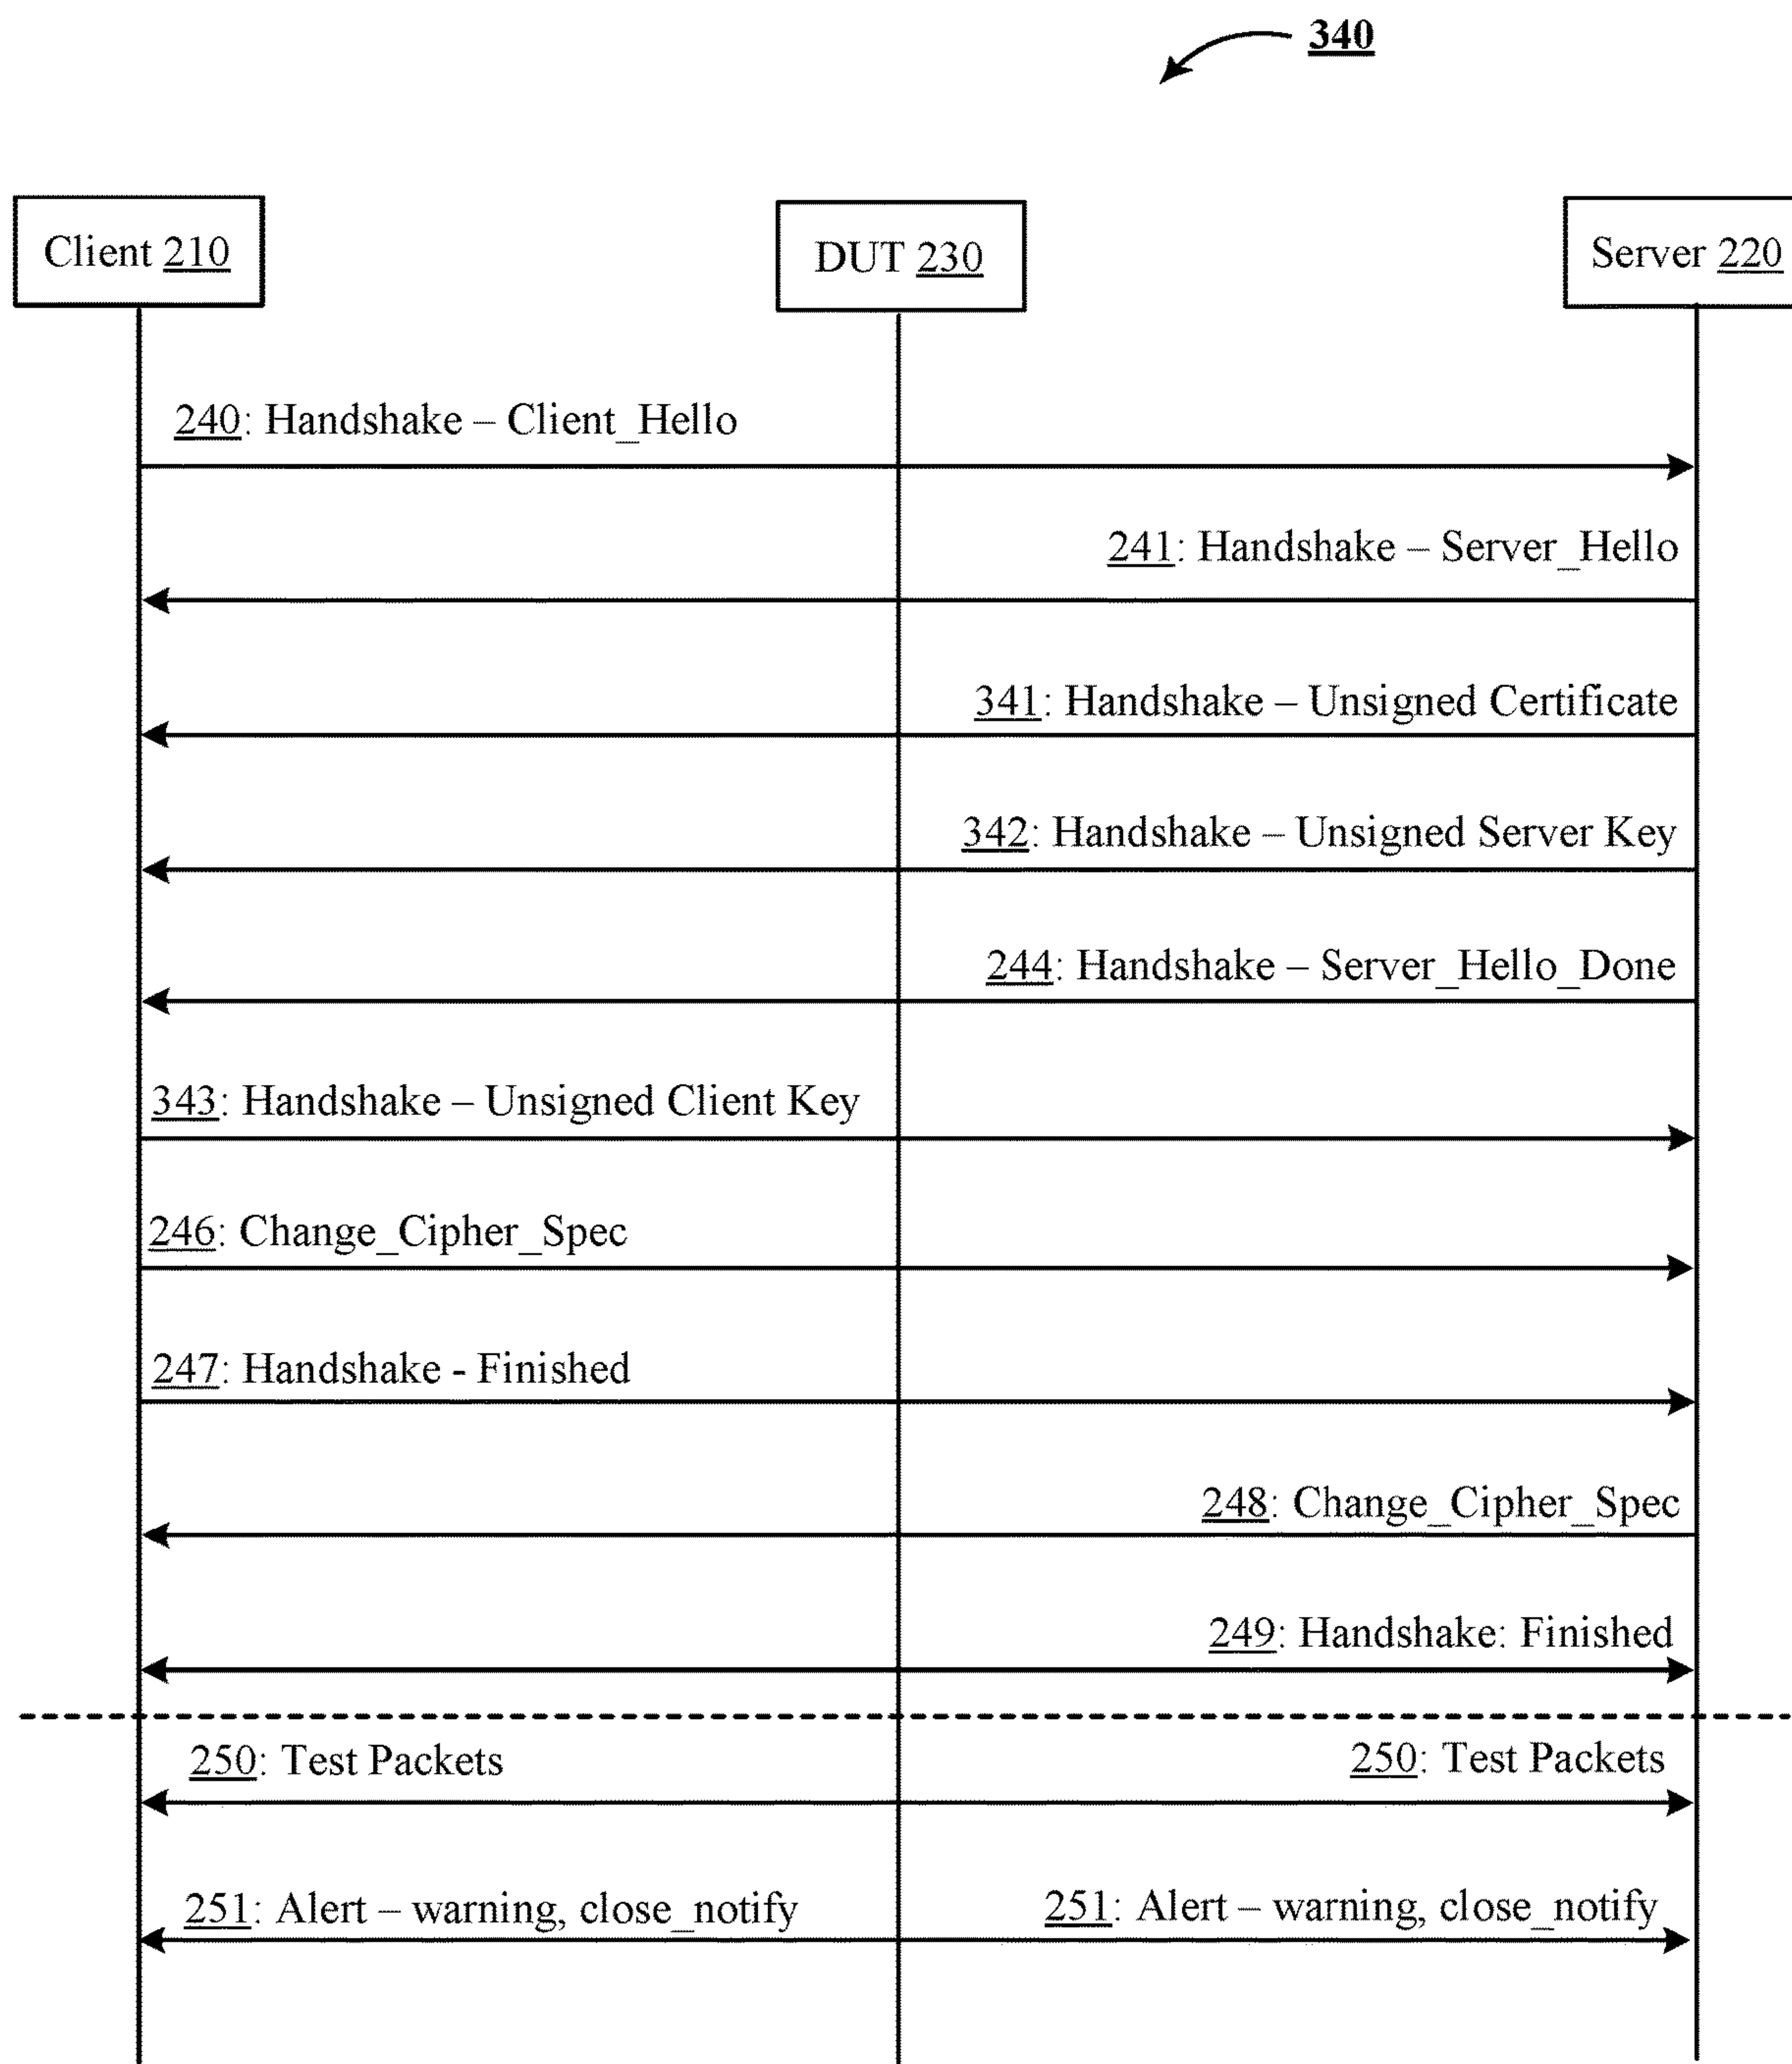 340
Client 210
DUT 230
Server 220
240: Handshake – Client_Hello
241: Handshake – Server_Hello
341: Handshake – Unsigned Certificate
342: Handshake – Unsigned Server Key
244: Handshake – Server_Hello_Done
343: Handshake – Unsigned Client Key
246: Change_Cipher_Spec
247: Handshake - Finished
248: Change_Cipher_Spec
249: Handshake: Finished
250: Test Packets
250: Test Packets
251: Alert – warning, close_notify
251: Alert – warning, close_notify